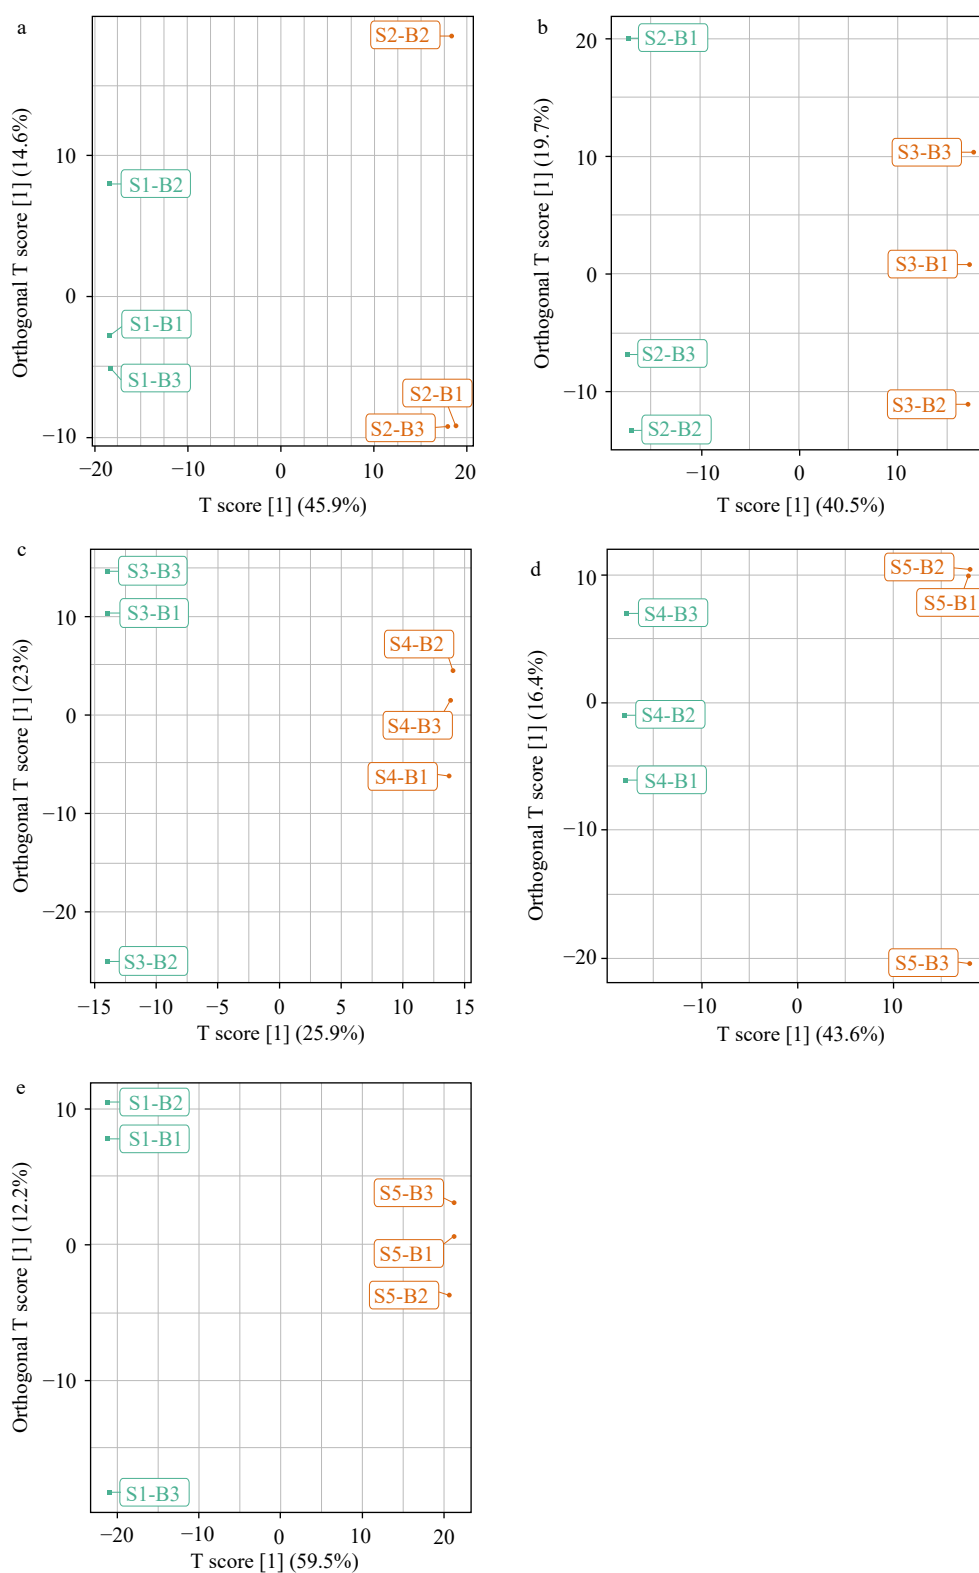 a
S2-B2
10
S1-B2
0
S1-B1
S1-B3
S2-B1
S2-B3
−10
−20
−10
0
10
20
Orthogonal T score [1] (14.6%)
T score [1] (45.9%)
b
20
S2-B1
10
S3-B3
S3-B1
0
S2-B3
−10
S3-B2
S2-B2
−10
0
10
Orthogonal T score [1] (19.7%)
T score [1] (40.5%)
c
S3-B3
10
S3-B1
S4-B2
0
S4-B3
S4-B1
−10
−20
S3-B2
−15
−10
−5
0
5
10
15
Orthogonal T score [1] (23%)
T score [1] (25.9%)
d
10
S5-B2
S5-B1
S4-B3
0
S4-B2
S4-B1
−10
−20
S5-B3
−10
0
10
Orthogonal T score [1] (16.4%)
T score [1] (43.6%)
e
10
S1-B2
S1-B1
S5-B3
0
S5-B1
S5-B2
−10
S1-B3
−20
−10
0
10
20
Orthogonal T score [1] (12.2%)
T score [1] (59.5%)